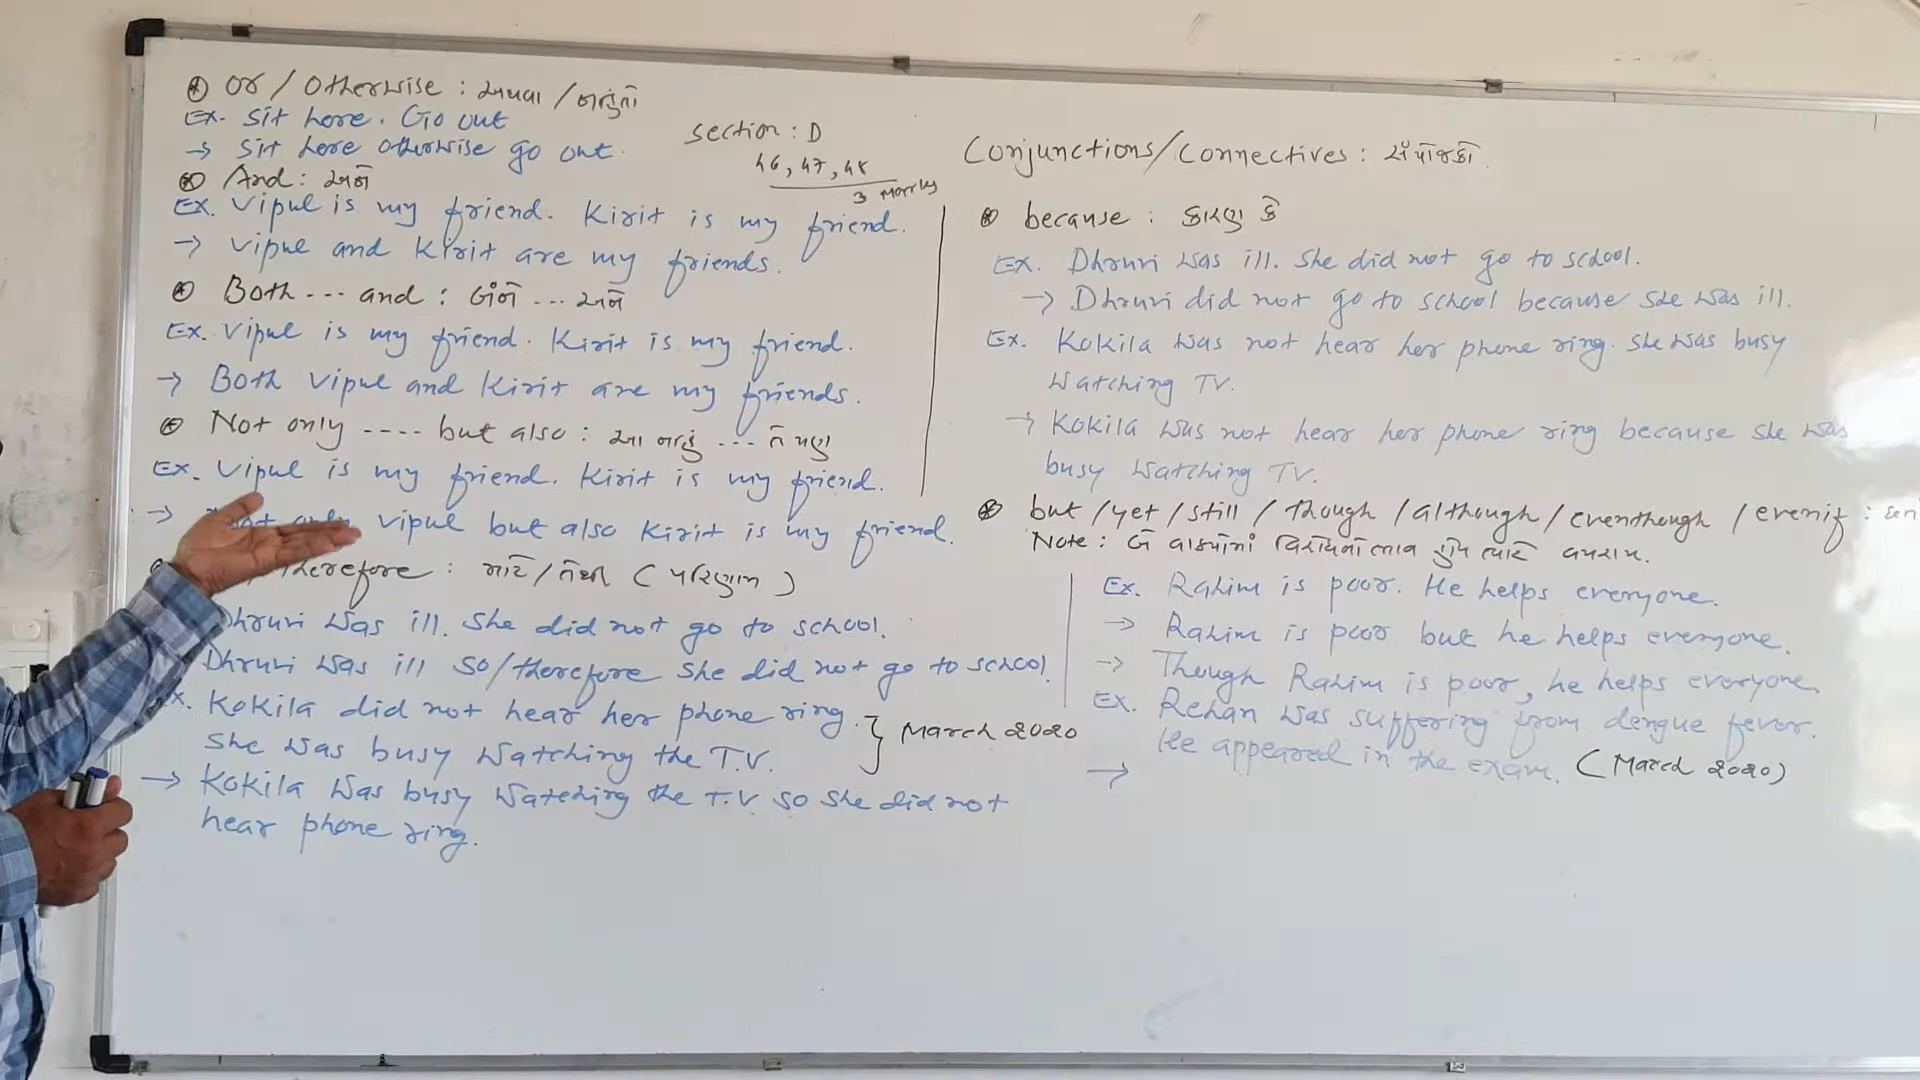 or / otherwise : અથવા / નહીંતો
Ex. Sit here. Go out
→ Sit here otherwise go out.
And : અને
Ex. Vipul is my friend. Kirit is my friend.
→ Vipul and Kirit are my friends.
Both --- and : બંને --- અને
Ex. Vipul is my friend. Kirit is my friend.
→ Both Vipul and Kirit are my friends.
Not only ---- but also : આ નહીં --- તે પણ
Ex. Vipul is my friend. Kirit is my friend.
→ Not only Vipul but also Kirit is my friend.
therefore : માટે / તેથી ( પરિણામ )
Dhruvi was ill. She did not go to school.
Dhruvi was ill so/therefore she did not go to school.
Ex. Kokila did not hear her phone ring.
She was busy watching the T.V. } March 2020
→ Kokila was busy watching the T.V so she did not
hear phone ring.
Section : D
46, 47, 48
3 Marks
Conjunctions/Connectives : સંયોજકો
because : કારણ કે
Ex. Dhruvi was ill. She did not go to school.
→ Dhruvi did not go to school because she was ill.
Ex. Kokila was not hear her phone ring. She was busy
watching TV.
→ Kokila was not hear her phone ring because she was
busy watching TV.
but / yet / still / though / although / eventhough / evenif :
Note : બે વાક્યોમાં વિરોધનો ભાવ હોય ત્યારે વપરાય.
Ex. Rahim is poor. He helps everyone.
→ Rahim is poor but he helps everyone.
→ Though Rahim is poor, he helps everyone.
Ex. Rehan was suffering from dengue fever.
He appeared in the exam. (March 2020)
→